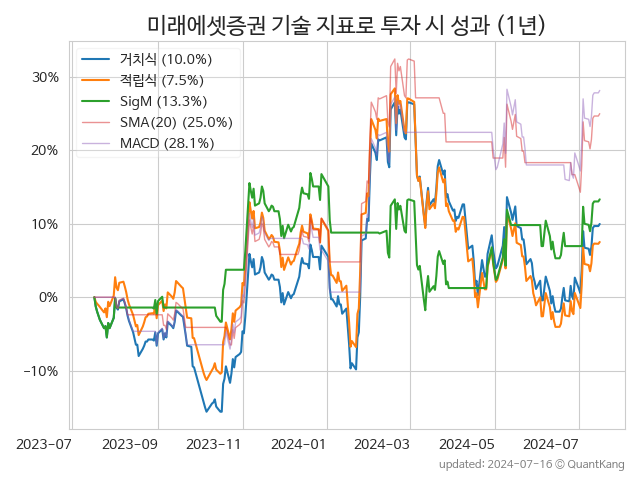 미래에셋증권 기술 지표로 투자 시 성과 (1년)
30%
20%
10%
0%
−10%
거치식 (10.0%)
적립식 (7.5%)
SigM (13.3%)
SMA(20) (25.0%)
MACD (28.1%)
2023-07 2023-09 2023-11 2024-01 2024-03 2024-05 2024-07
updated: 2024-07-16 ⓒ QuantKang